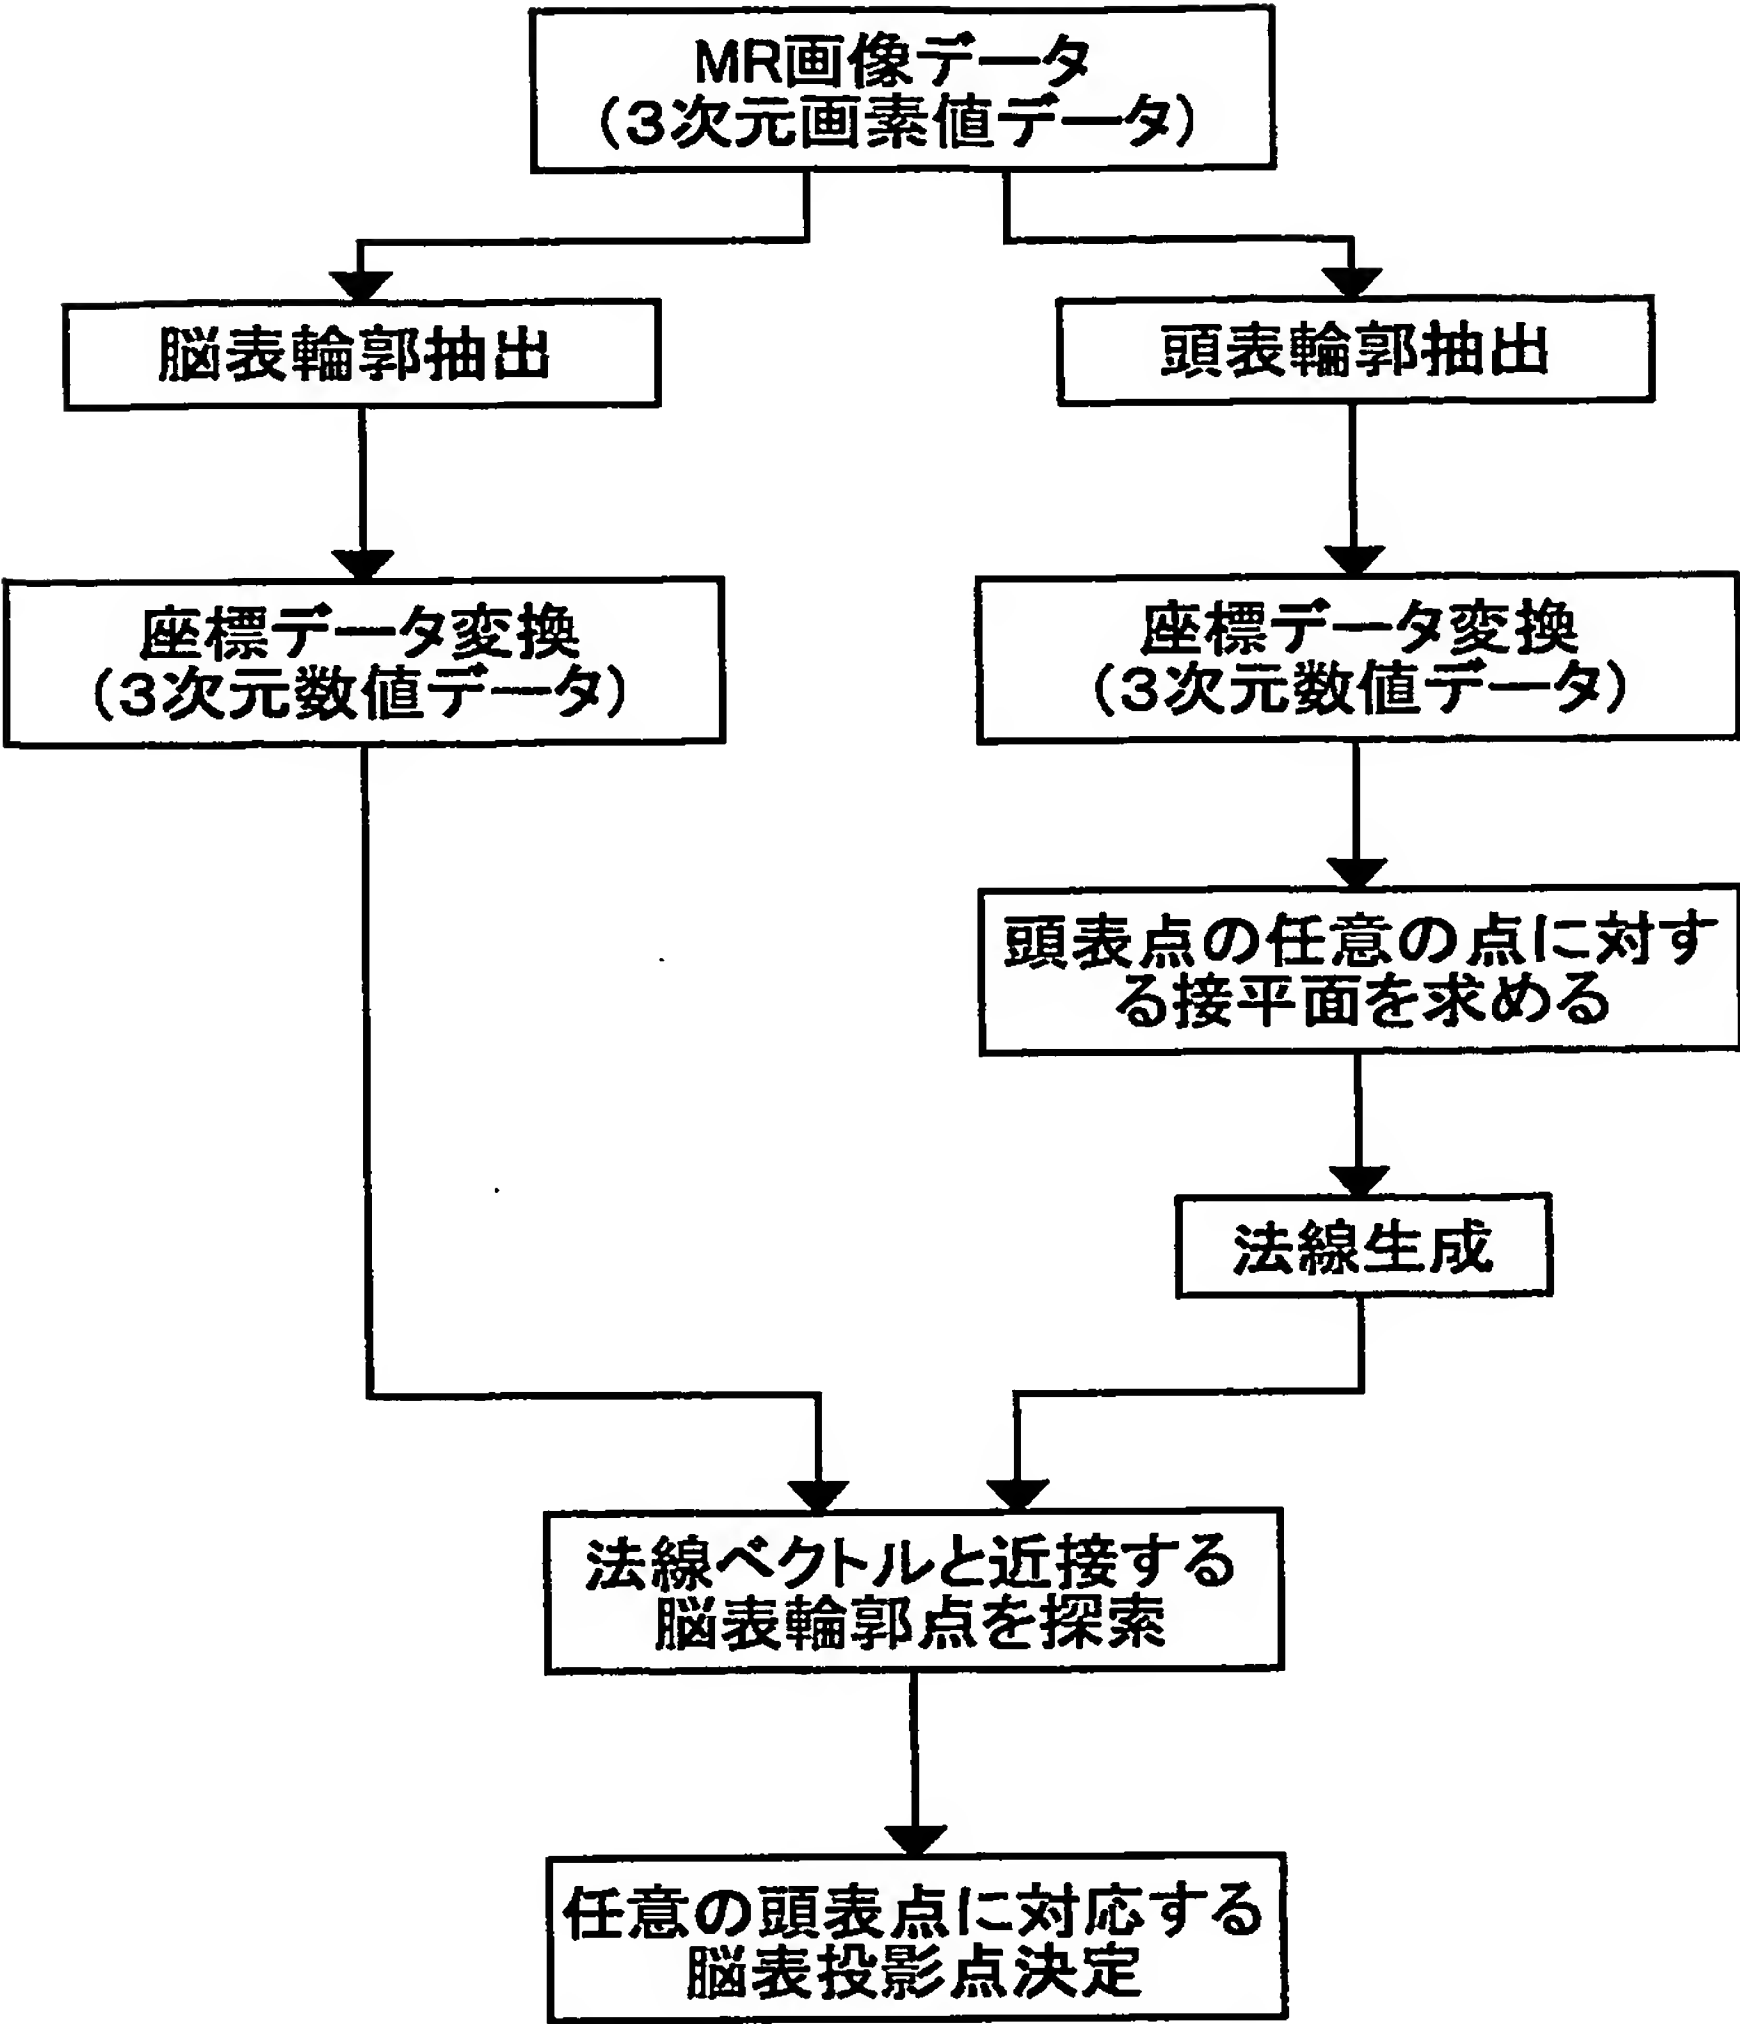 MR画像データ
(3次元画素値データ)
脳表輪郭抽出
頭表輪郭抽出
座標データ変換
(3次元数値データ)
座標データ変換
(3次元数値データ)
頭表点の任意の点に対す
る接平面を求める
法線生成
法線ベクトルと近接する
脳表輪郭点を探索
任意の頭表点に対応する
脳表投影点決定